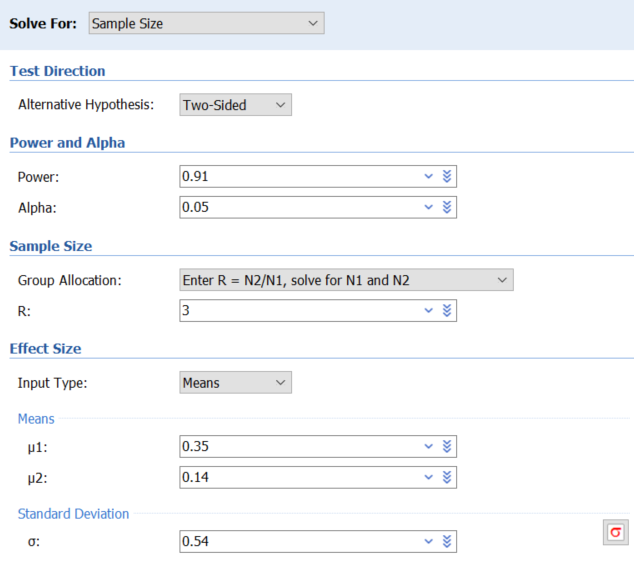 Solve For: Sample Size
Test Direction
Alternative Hypothesis: Two-Sided
Power and Alpha
Power: 0.91
Alpha: 0.05
Sample Size
Group Allocation: Enter R = N2/N1, solve for N1 and N2
R: 3
Effect Size
Input Type: Means
Means
μ1: 0.35
μ2: 0.14
Standard Deviation
σ: 0.54
σ